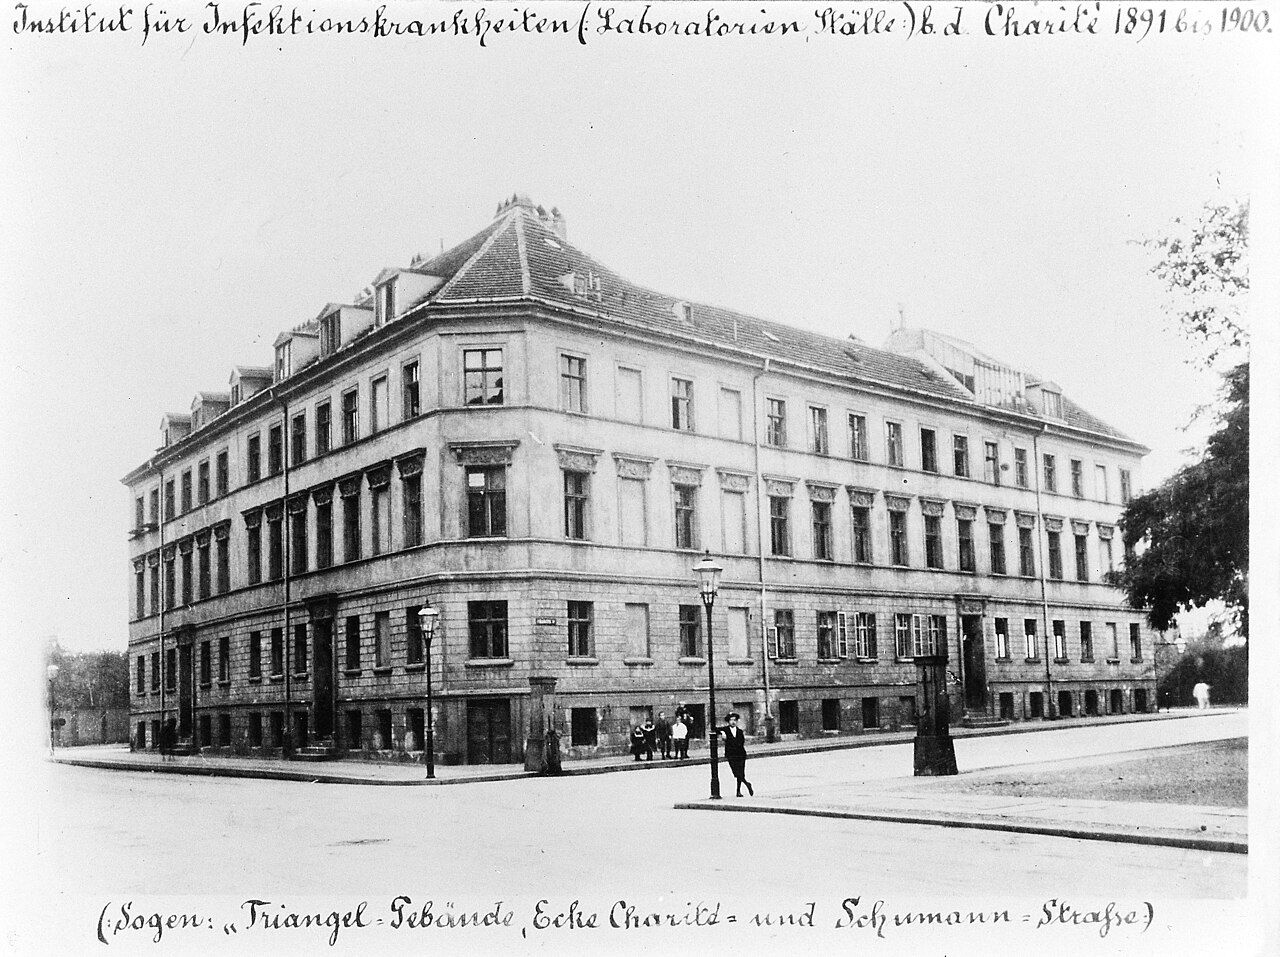 Institut für Infektionskrankheiten (: Laboratorien, Ställe :) b. d. Charité 1891 bis 1900.
(: Sogen: „Triangel=Gebäude, Ecke Charité= und Schumann=Straße :)